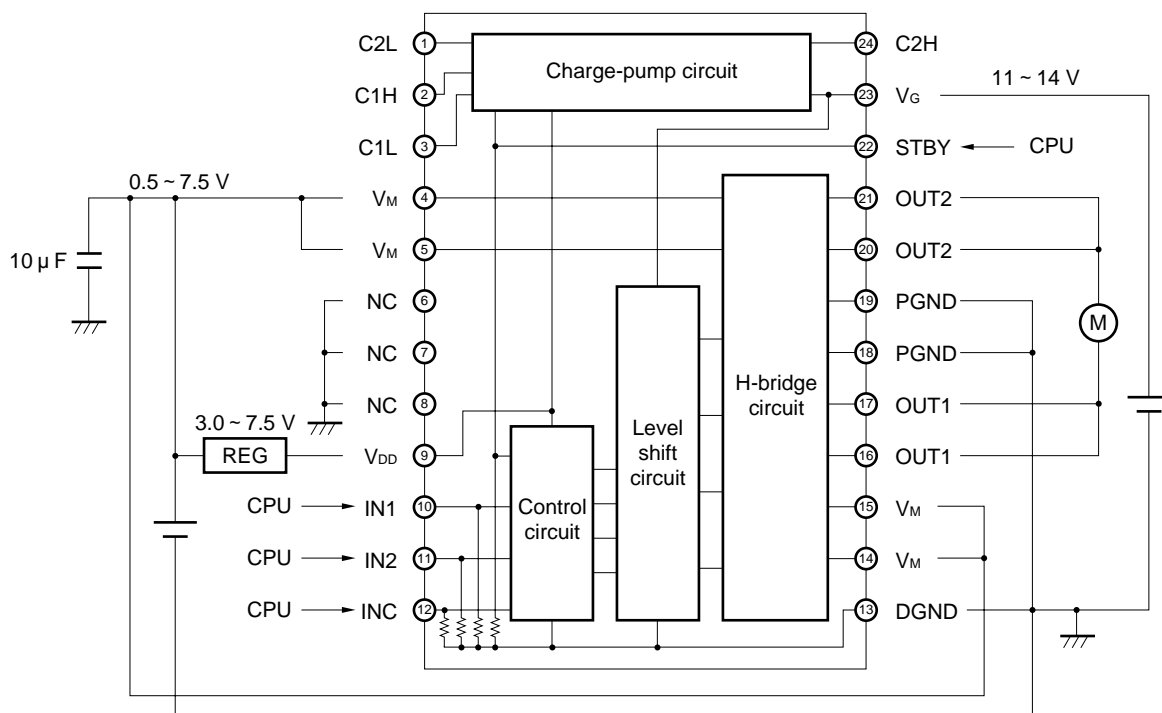 C2L 1 24 C2H
Charge-pump circuit
11 ~ 14 V
C1H 2 23 VG
C1L 3 22 STBY CPU
0.5 ~ 7.5 V
VM 4 21 OUT2
VM 5 20 OUT2
10 µ F
NC 6 19 PGND
M
NC 7 18 PGND
H-bridge
circuit
NC 8 17 OUT1
Level
shift
circuit
3.0 ~ 7.5 V
REG VDD 9 16 OUT1
CPU IN1 10 15 VM
Control
circuit
CPU IN2 11 14 VM
CPU INC 12 13 DGND